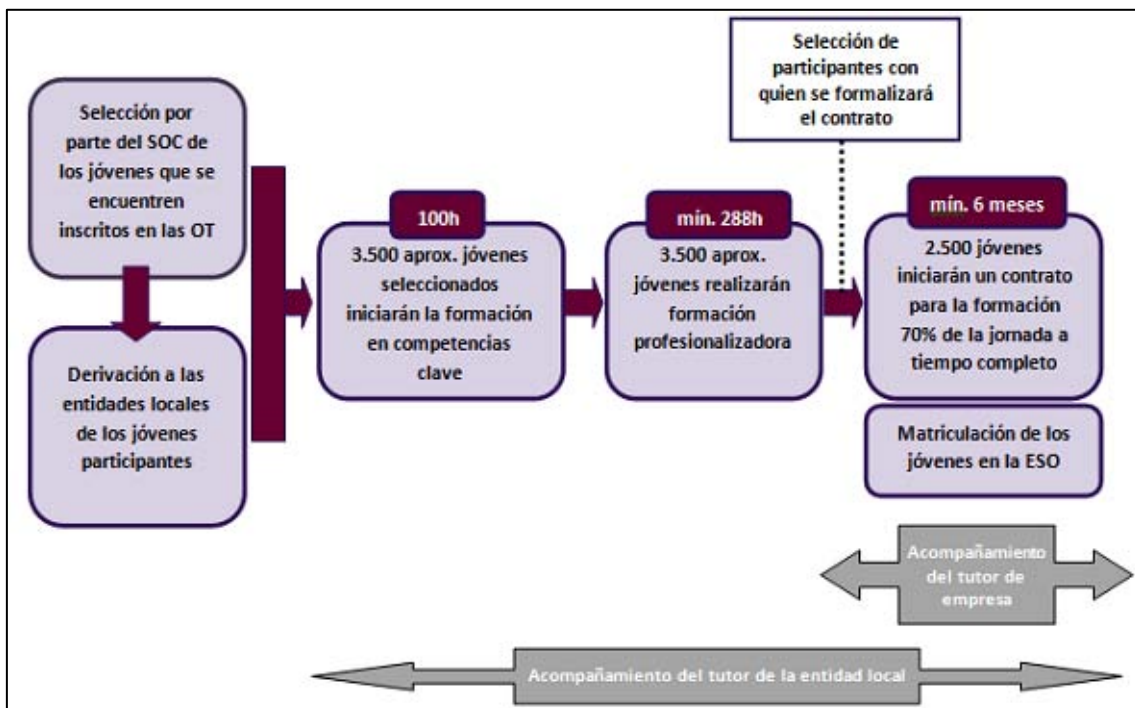 Selección por
parte del SOC de
los jóvenes que se
encuentren
inscritos en las OT
Derivación a las
entidades locales
de los jóvenes
participantes
100h
3.500 aprox. jóvenes
seleccionados
iniciarán la formación
en competencias
clave
mín. 288h
3.500 aprox.
jóvenes realizarán
formación
profesionalizadora
Selección de
participantes con
quien se formalizará
el contrato
mín. 6 meses
2.500 jóvenes
iniciarán un contrato
para la formación
70% de la jornada a
tiempo completo
Matriculación de los
jóvenes en la ESO
Acompañamiento
del tutor de
empresa
Acompañamiento del tutor de la entidad local